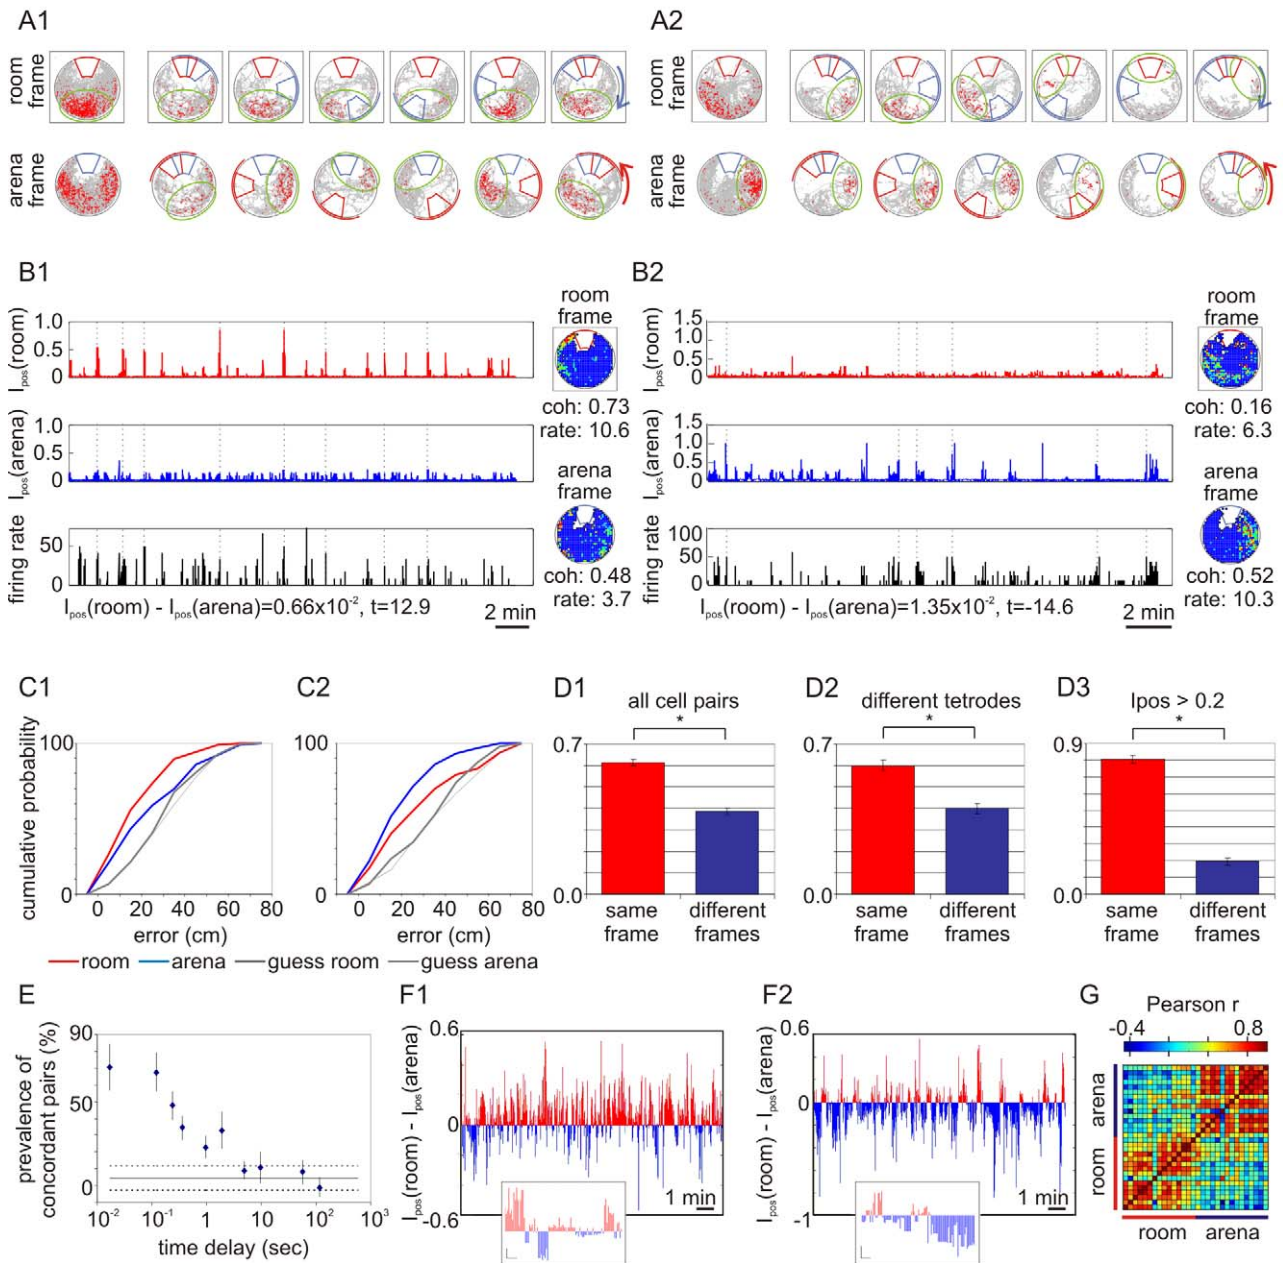 A1
A2
room
frame
arena
frame
room
frame
arena
frame
B1
B2
room
frame
room
frame
Ipos(room)
1.0
0.5
0
Ipos(room)
1.5
1.0
0.5
0
coh: 0.73
rate: 10.6
coh: 0.16
rate: 6.3
Ipos(arena)
1.0
0.5
0
Ipos(arena)
1.5
1.0
0.5
0
arena
frame
arena
frame
firing rate
50
0
firing rate
100
50
0
coh: 0.48
rate: 3.7
coh: 0.52
rate: 10.3
Ipos(room) - Ipos(arena)=0.66x10-2, t=12.9
2 min
Ipos(room) - Ipos(arena)=1.35x10-2, t=-14.6
2 min
C1
C2
D1
D2
D3
all cell pairs
different tetrodes
Ipos > 0.2
*
*
*
cumulative probability
100
0
100
0
0.7
0.0
0.7
0.0
0.9
0.0
0 20 40 60 80
0 20 40 60 80
error (cm)
error (cm)
same
frame
different
frames
same
frame
different
frames
same
frame
different
frames
room
arena
guess room
guess arena
E
F1
F2
G
prevalence of
concordant pairs (%)
90
50
0
10-2 10-1 1 10 102 103
time delay (sec)
Ipos(room) - Ipos(arena)
0.6
0
-0.6
1 min
Ipos(room) - Ipos(arena)
0.6
0
-1
1 min
Pearson r
-0.4 0.8
arena
room
room arena